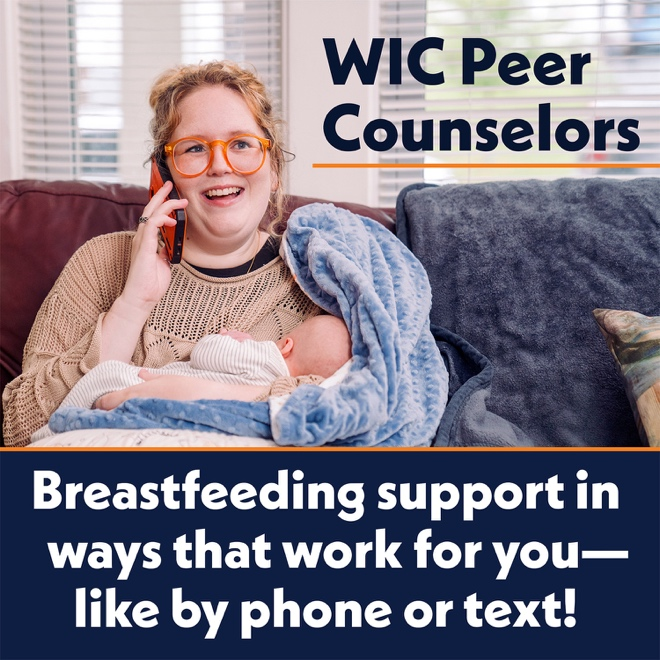 WIC Peer
Counselors
Breastfeeding support in
ways that work for you—
like by phone or text!